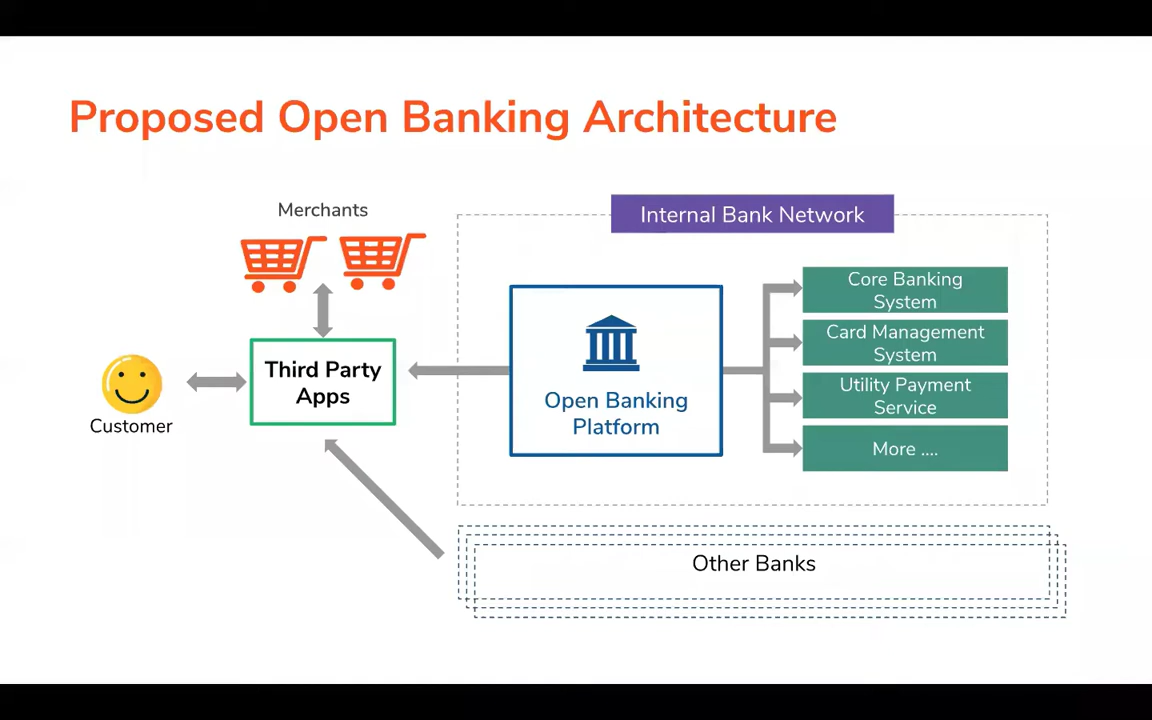 Proposed Open Banking Architecture
Merchants
Internal Bank Network
Core Banking
System
Card Management
System
Third Party
Apps
Utility Payment
Service
Open Banking
Platform
Customer
More ....
Other Banks